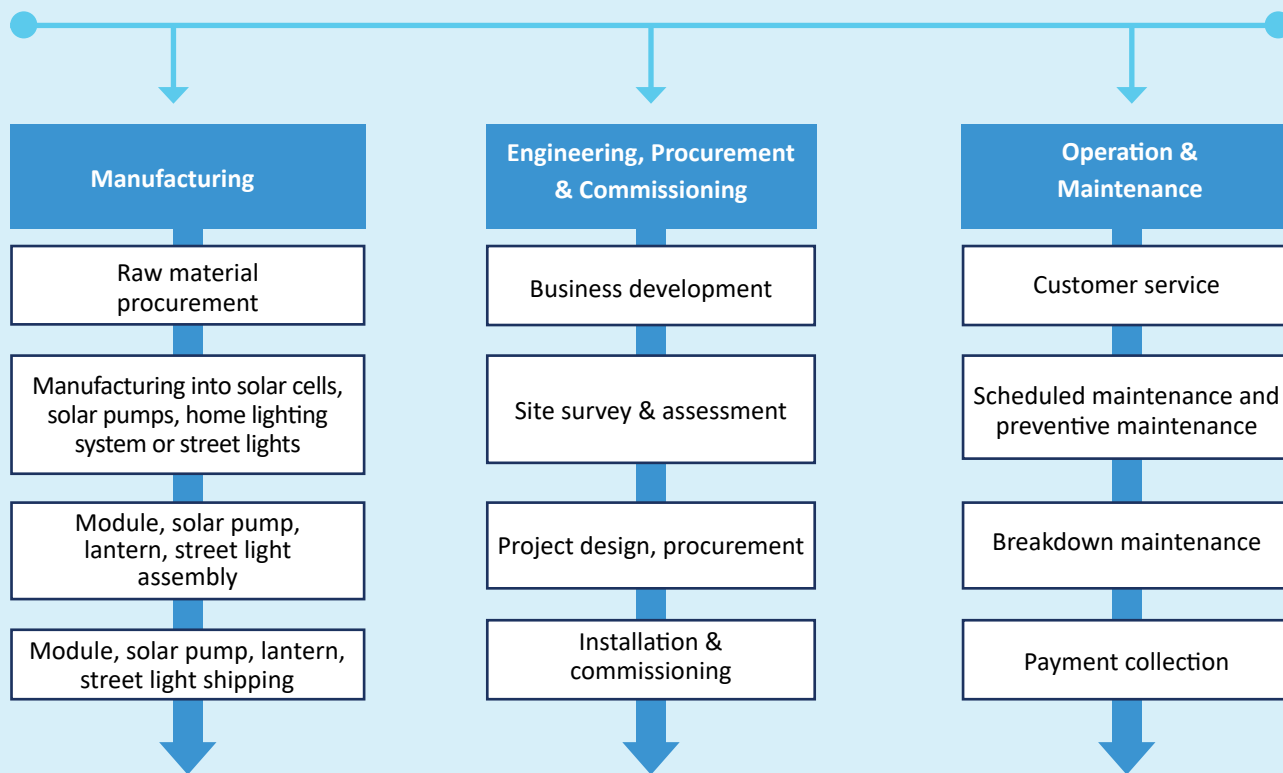 Manufacturing
Raw material
procurement
Manufacturing into solar cells,
solar pumps, home lighting
system or street lights
Module, solar pump,
lantern, street light
assembly
Module, solar pump, lantern,
street light shipping
Engineering, Procurement
& Commissioning
Business development
Site survey & assessment
Project design, procurement
Installation &
commissioning
Operation &
Maintenance
Customer service
Scheduled maintenance and
preventive maintenance
Breakdown maintenance
Payment collection